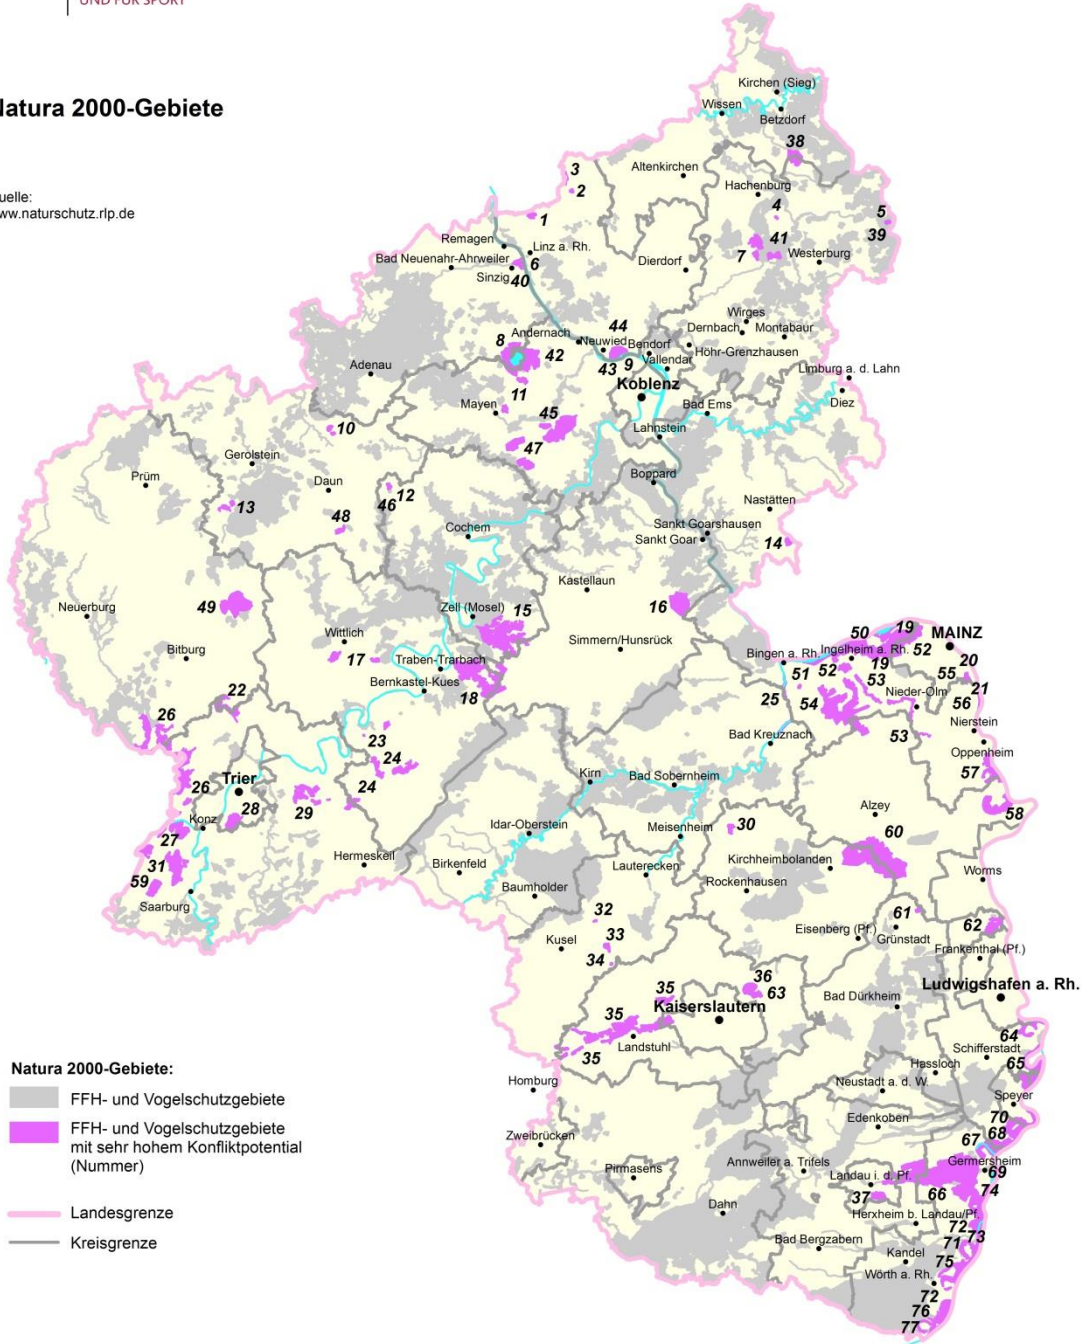 UND FÜR SPORT
Natura 2000-Gebiete
uelle:
ww.naturschutz.rlp.de
Kirchen (Sieg)
Wissen
Betzdorf
38
3
2
Altenkirchen
Hachenburg
4
5
1
39
41
7
Westerburg
Remagen
Linz a. Rh.
Bad Neuenahr-Ahrweiler
6
Sinzig
40
Dierdorf
Wirges
Dernbach
Montabaur
44
Andernach
8
Neuwied
Bendorf
42
43
9
Vallendar
Höhr-Grenzhausen
Adenau
Koblenz
Limburg a. d. Lahn
Diez
11
Mayen
45
Bad Ems
10
Lahnstein
47
Gerolstein
Prüm
Daun
Boppard
12
46
13
48
Nastätten
Cochem
Sankt Goarshausen
Sankt Goar
14
Kastellaun
49
Neuerburg
Zell (Mosel)
15
16
Wittlich
Simmern/Hunsrück
50
19
MAINZ
Bitburg
17
Traben-Trarbach
Bingen a. Rh.
Ingelheim a. Rh.
52
52
19
20
Bernkastel-Kues
51
53
55
22
18
25
54
Nieder-Olm
21
56
26
Nierstein
23
Bad Kreuznach
53
Oppenheim
24
57
Trier
Kirn
Bad Sobernheim
26
24
28
29
Alzey
58
Konz
Idar-Oberstein
Meisenheim
30
60
27
Hermeskeil
Birkenfeld
Lauterecken
Kirchheimbolanden
31
Rockenhausen
Worms
59
Baumholder
Saarburg
32
61
62
33
Kusel
Eisenberg (Pf.)
Grünstadt
34
Frankenthal (Pf.)
36
35
63
Ludwigshafen a. Rh.
Kaiserslautern
Bad Dürkheim
35
64
Landstuhl
Schifferstadt
35
65
Natura 2000-Gebiete:
Hassloch
Homburg
Neustadt a. d. W.
FFH- und Vogelschutzgebiete
Speyer
Edenkoben
70
FFH- und Vogelschutzgebiete
mit sehr hohem Konfliktpotential
(Nummer)
Zweibrücken
67
68
Annweiler a. Trifels
Germersheim
Pirmasens
Landau i. d. Pf.
69
37
66
74
Landesgrenze
Dahn
Herxheim b. Landau/Pf.
72
73
Kreisgrenze
Bad Bergzabern
71
Kandel
75
Wörth a. Rh.
72
76
77